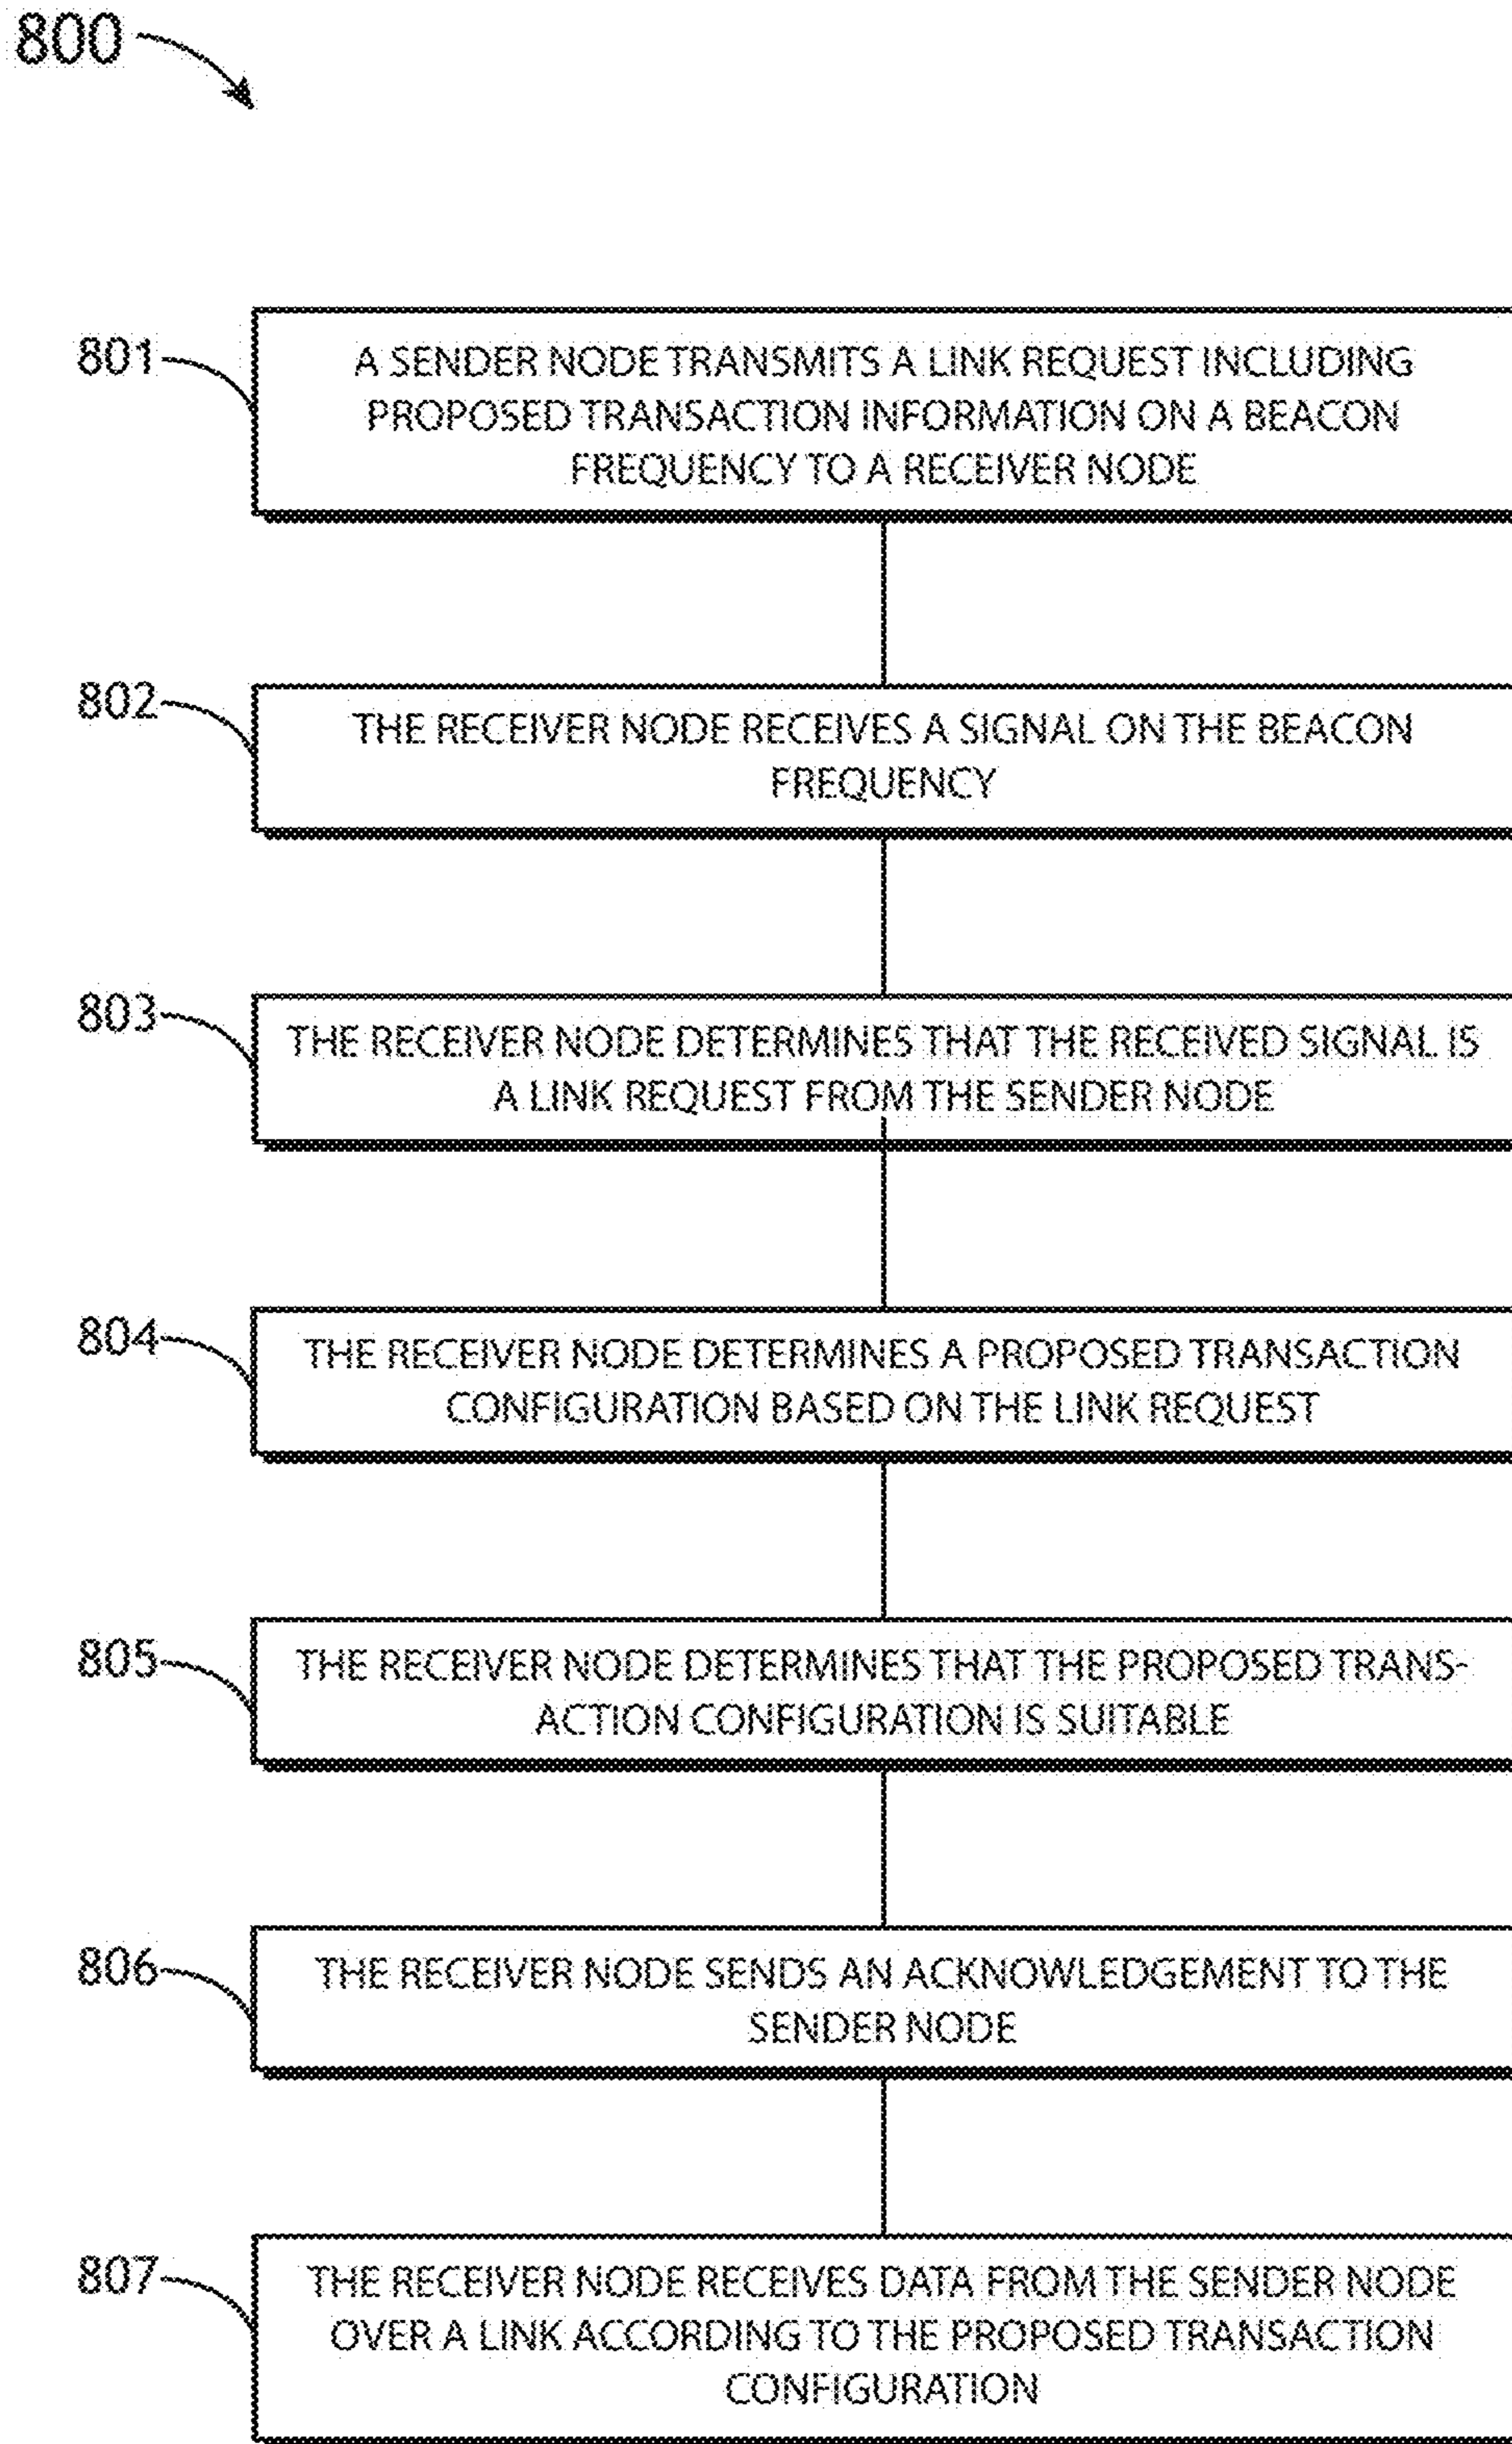 800
801
A SENDER NODE TRANSMITS A LINK REQUEST INCLUDING
PROPOSED TRANSACTION INFORMATION ON A BEACON
FREQUENCY TO A RECEIVER NODE
802
THE RECEIVER NODE RECEIVES A SIGNAL ON THE BEACON
FREQUENCY
803
THE RECEIVER NODE DETERMINES THAT THE RECEIVED SIGNAL IS
A LINK REQUEST FROM THE SENDER NODE
804
THE RECEIVER NODE DETERMINES A PROPOSED TRANSACTION
CONFIGURATION BASED ON THE LINK REQUEST
805
THE RECEIVER NODE DETERMINES THAT THE PROPOSED TRANS-
ACTION CONFIGURATION IS SUITABLE
806
THE RECEIVER NODE SENDS AN ACKNOWLEDGEMENT TO THE
SENDER NODE
807
THE RECEIVER NODE RECEIVES DATA FROM THE SENDER NODE
OVER A LINK ACCORDING TO THE PROPOSED TRANSACTION
CONFIGURATION